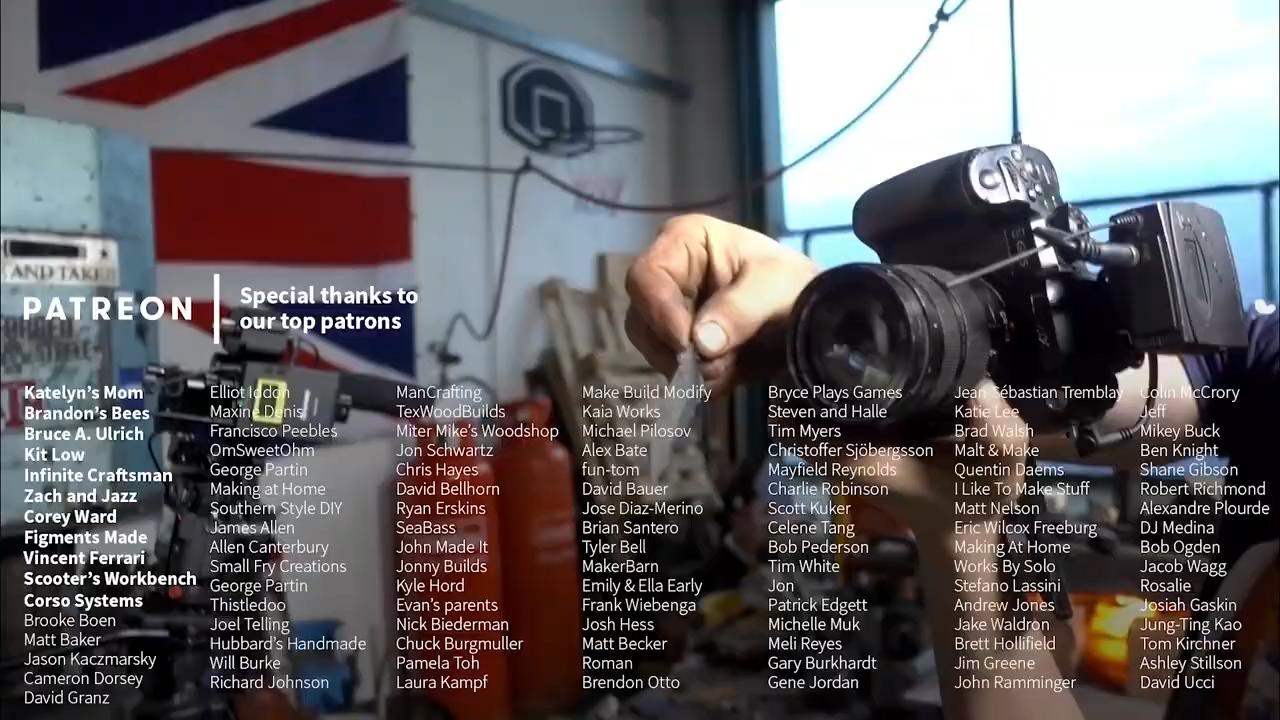 AND TAKER
PATREON
Special thanks to
our top patrons
Katelyn's Mom
Brandon's Bees
Bruce A. Ulrich
Kit Low
Infinite Craftsman
Zach and Jazz
Corey Ward
Figments Made
Vincent Ferrari
Scooter's Workbench
Corso Systems
Brooke Boen
Matt Baker
Jason Kaczmarsky
Cameron Dorsey
David Granz
Elliot Iddon
Maxine Denis
Francisco Peebles
OmSweetOhm
George Partin
Making at Home
Southern Style DIY
James Allen
Allen Canterbury
Small Fry Creations
George Partin
Thistledoo
Joel Telling
Hubbard's Handmade
Will Burke
Richard Johnson
ManCrafting
TexWoodBuilds
Miter Mike's Woodshop
Jon Schwartz
Chris Hayes
David Bellhorn
Ryan Erskins
SeaBass
John Made It
Jonny Builds
Kyle Hord
Evan's parents
Nick Biederman
Chuck Burgmuller
Pamela Toh
Laura Kampf
Make Build Modify
Kaia Works
Michael Pilosov
Alex Bate
fun-tom
David Bauer
Jose Diaz-Merino
Brian Santero
Tyler Bell
MakerBarn
Emily & Ella Early
Frank Wiebenga
Josh Hess
Matt Becker
Roman
Brendon Otto
Bryce Plays Games
Steven and Halle
Tim Myers
Christoffer Sjöbergsson
Mayfield Reynolds
Charlie Robinson
Scott Kuker
Celene Tang
Bob Pederson
Tim White
Jon
Patrick Edgett
Michelle Muk
Meli Reyes
Gary Burkhardt
Gene Jordan
Jean Sébastian Tremblay
Katie Lee
Brad Walsh
Malt & Make
Quentin Daems
I Like To Make Stuff
Matt Nelson
Eric Wilcox Freeburg
Making At Home
Works By Solo
Stefano Lassini
Andrew Jones
Jake Waldron
Brett Hollifield
Jim Greene
John Ramminger
Colin McCrory
Jeff
Mikey Buck
Ben Knight
Shane Gibson
Robert Richmond
Alexandre Plourde
DJ Medina
Bob Ogden
Jacob Wagg
Rosalie
Josiah Gaskin
Jung-Ting Kao
Tom Kirchner
Ashley Stillson
David Ucci